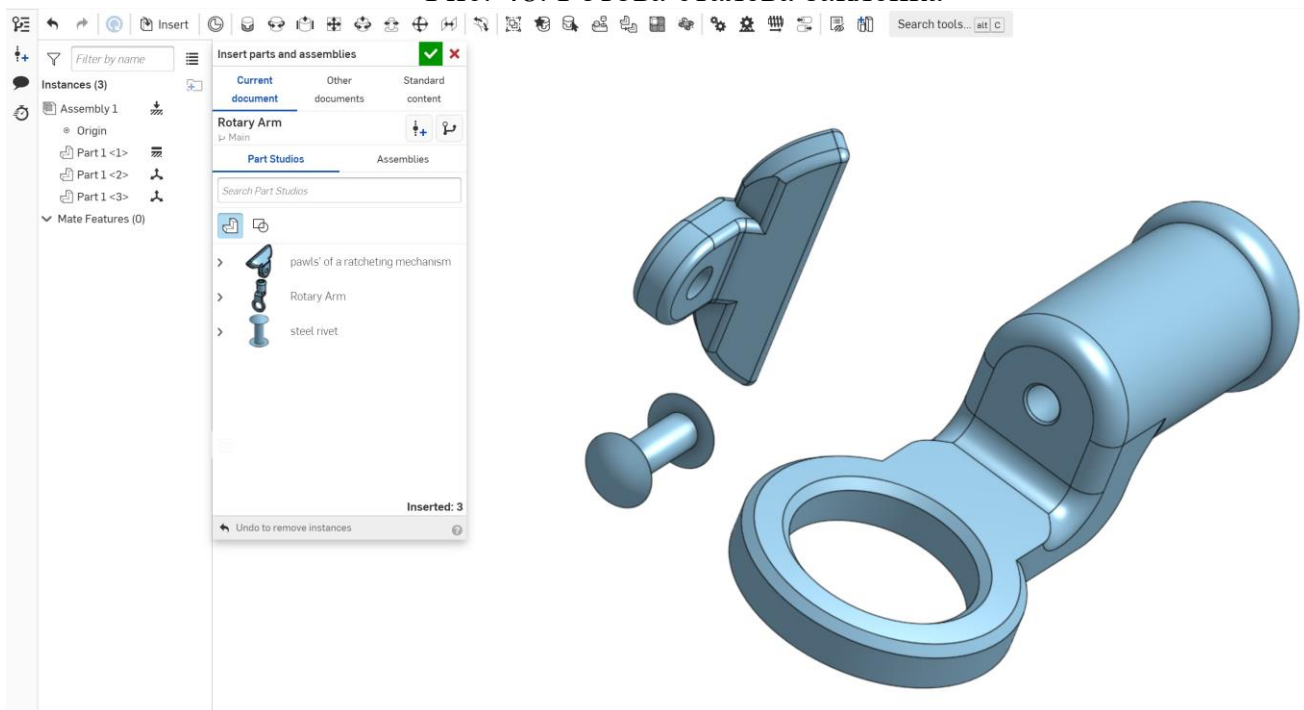 Insert
Search tools... alt C
Filter by name
Instances (3)
Assembly 1
Origin
Part 1 <1>
Part 1 <2>
Part 1 <3>
Mate Features (0)
Insert parts and assemblies
Current document
Other documents
Standard content
Rotary Arm
Main
Part Studios
Assemblies
Search Part Studios
pawls' of a ratcheting mechanism
Rotary Arm
steel rivet
Inserted: 3
Undo to remove instances